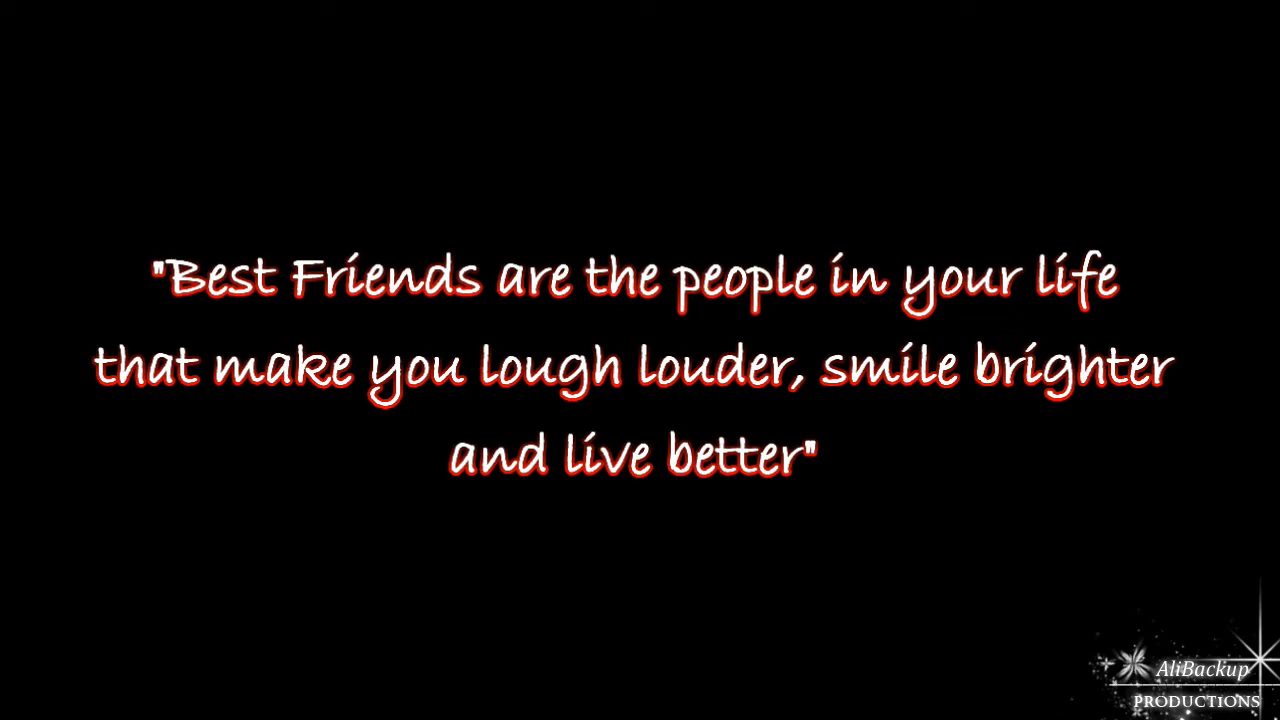 "Best Friends are the people in your life
that make you lough louder, smile brighter
and live better"
AliBackup
PRODUCTIONS